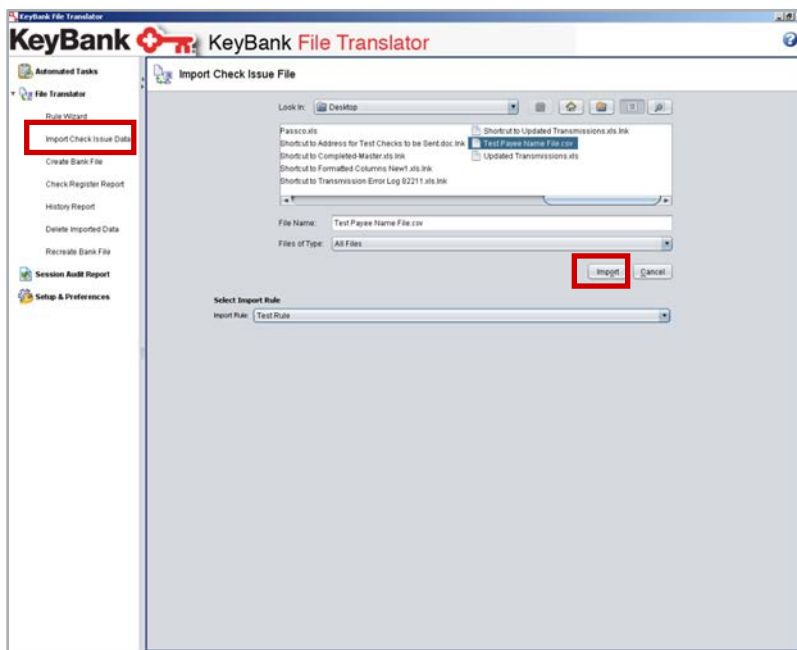 KeyBank File Translator
KeyBank KeyBank File Translator
Automated Tasks
File Translator
Rule Wizard
Import Check Issue Data
Create Bank File
Check Register Report
History Report
Delete Imported Data
Recreate Bank File
Session Audit Report
Setup & Preferences
Import Check Issue File
Look In: Desktop
Passco.xls
Shortcut to Address for Test Checks to be Sent.doc.lnk
Shortcut to Completed-Master.xls.lnk
Shortcut to Formatted Columns New1.xls.lnk
Shortcut to Transmission Error Log 82211.xls.lnk
Shortcut to Updated Transmissions.xls.lnk
Test Payee Name File.csv
Updated Transmissions.xls
File Name: Test Payee Name File.csv
Files of Type: All Files
Import Cancel
Select Import Rule
Import Rule: Test Rule